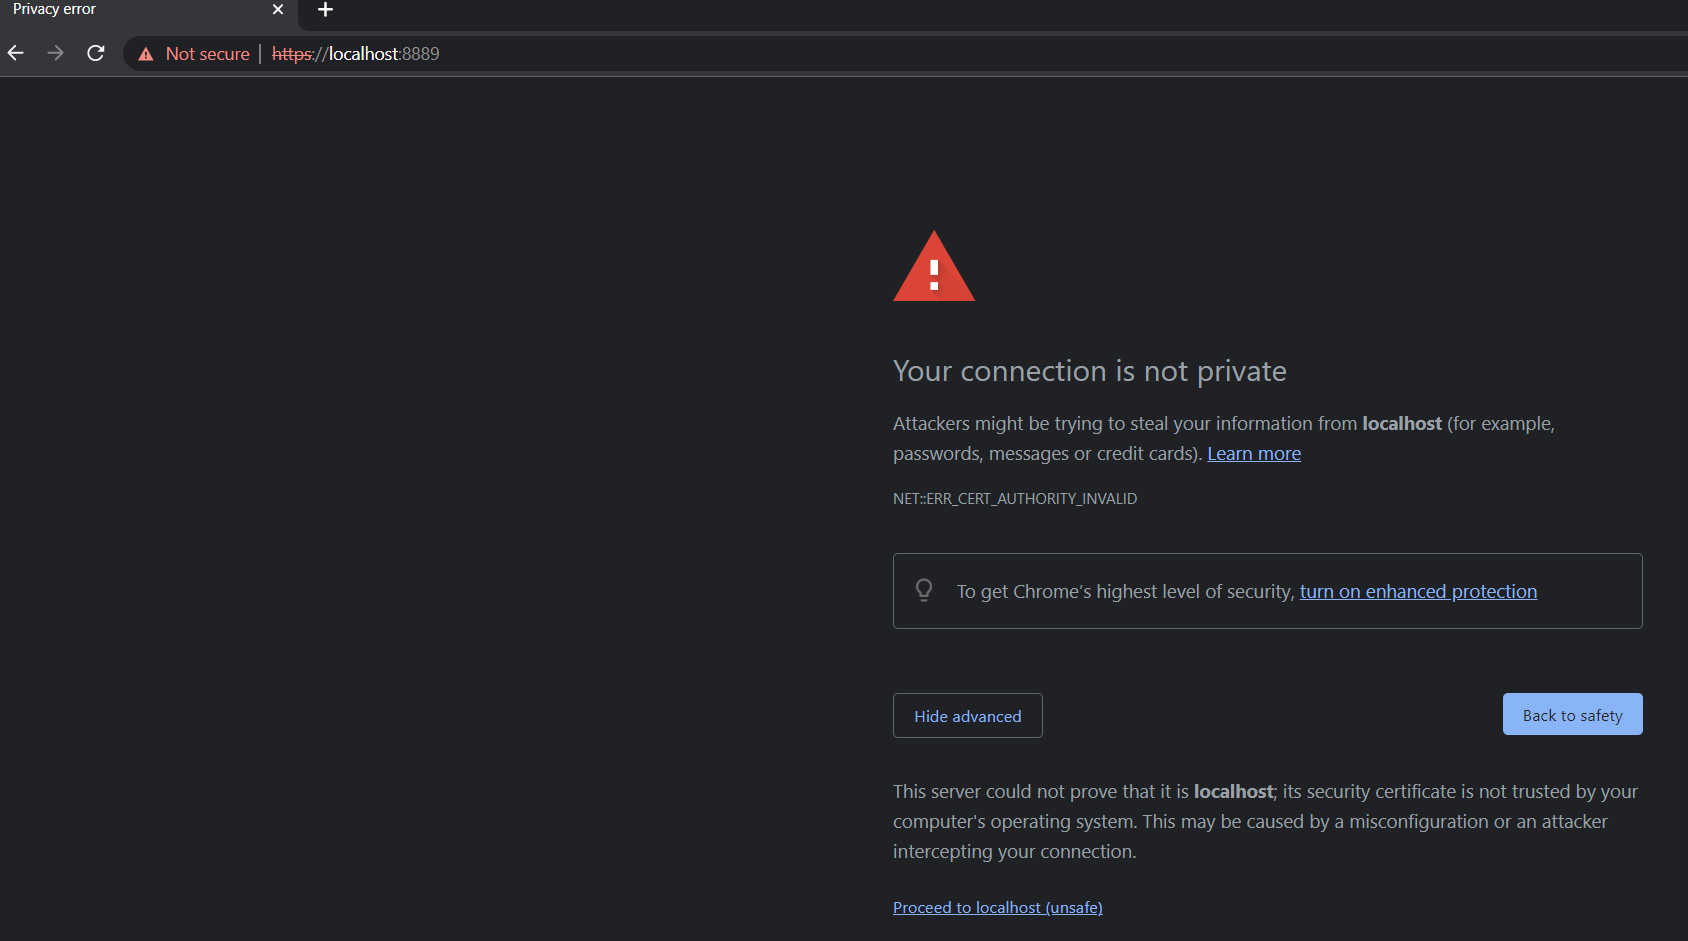 Privacy error
Not secure | https://localhost:8889
Your connection is not private
Attackers might be trying to steal your information from localhost (for example,
passwords, messages or credit cards). Learn more
NET::ERR_CERT_AUTHORITY_INVALID
To get Chrome’s highest level of security, turn on enhanced protection
Hide advanced
Back to safety
This server could not prove that it is localhost; its security certificate is not trusted by your
computer's operating system. This may be caused by a misconfiguration or an attacker
intercepting your connection.
Proceed to localhost (unsafe)